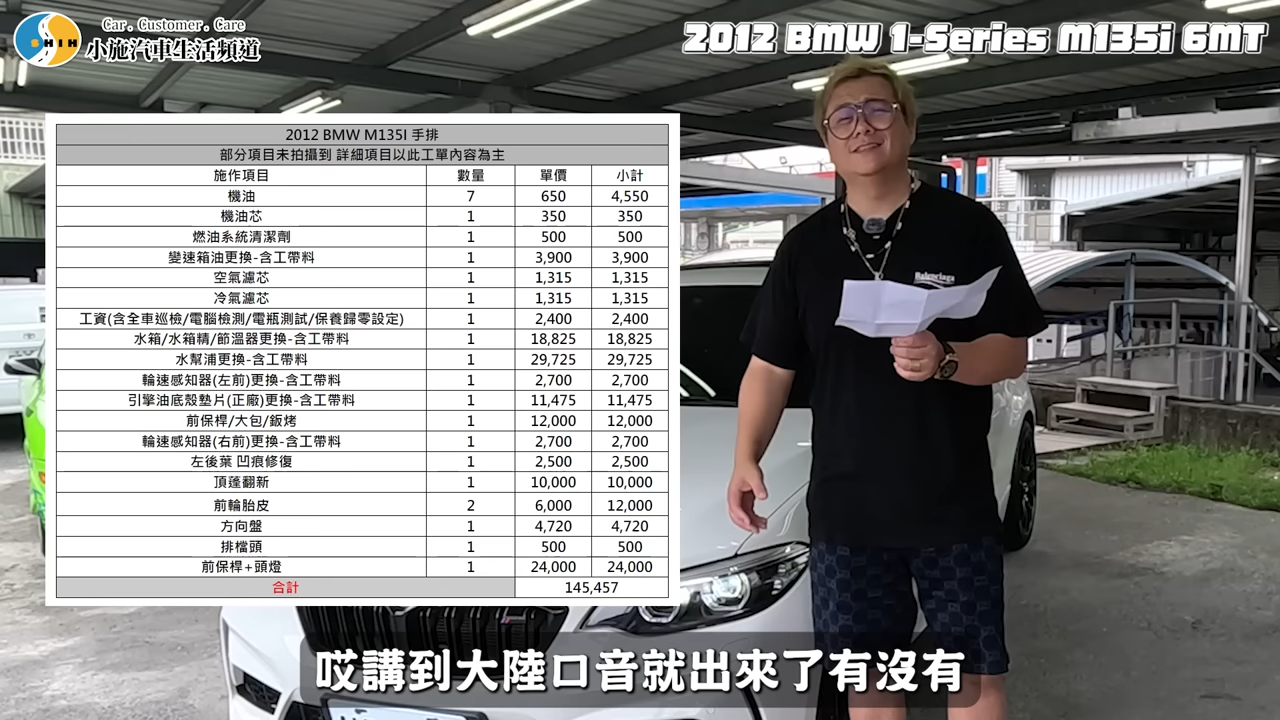 Car. Customer. Care
SHIH
小施汽車生活頻道
2012 BMW 1-Series M135i 6MT
2012 BMW M135I 手排
部分項目未拍攝到 詳細項目以此工單內容為主
施作項目 數量 單價 小計
機油 7 650 4,550
機油芯 1 350 350
燃油系統清潔劑 1 500 500
變速箱油更換-含工帶料 1 3,900 3,900
空氣濾芯 1 1,315 1,315
冷氣濾芯 1 1,315 1,315
工資(含全車巡檢/電腦檢測/電瓶測試/保養歸零設定) 1 2,400 2,400
水箱/水箱精/節溫器更換-含工帶料 1 18,825 18,825
水幫浦更換-含工帶料 1 29,725 29,725
輪速感知器(左前)更換-含工帶料 1 2,700 2,700
引擎油底殼墊片(正廠)更換-含工帶料 1 11,475 11,475
前保桿/大包/鈑烤 1 12,000 12,000
輪速感知器(右前)更換-含工帶料 1 2,700 2,700
左後葉 凹痕修復 1 2,500 2,500
頂蓬翻新 1 10,000 10,000
前輪胎皮 2 6,000 12,000
方向盤 1 4,720 4,720
排檔頭 1 500 500
前保桿+頭燈 1 24,000 24,000
合計 145,457
Balenciaga
哎講到大陸口音就出來了有沒有